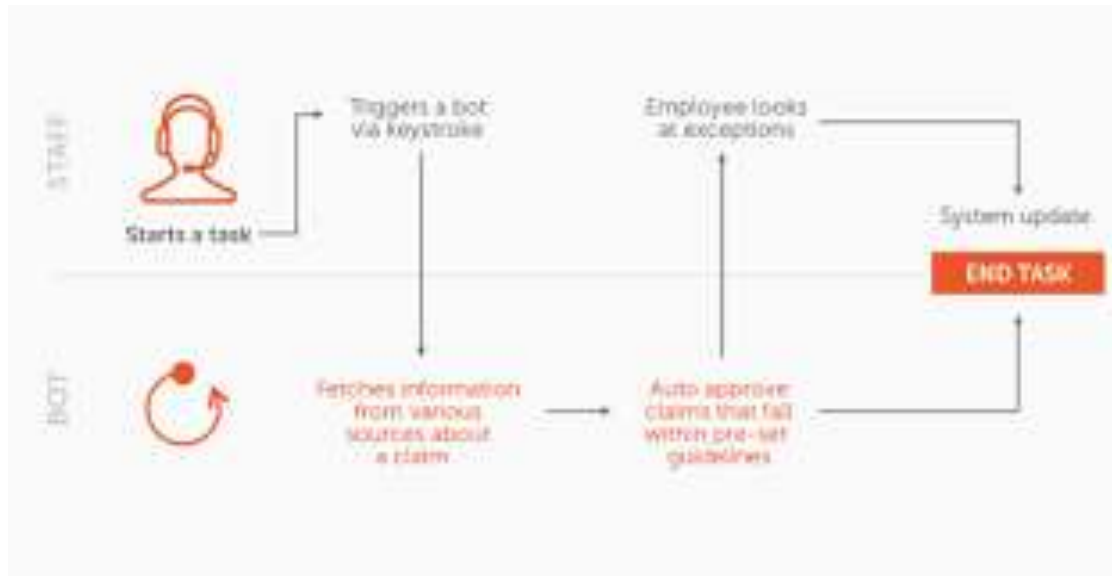 STAFF
Starts a task
Triggers a bot
via keystroke
Employee looks
at exceptions
System update
END TASK
BOT
Fetches information
from various
sources about
a claim
Auto approve
claims that fall
within pre-set
guidelines